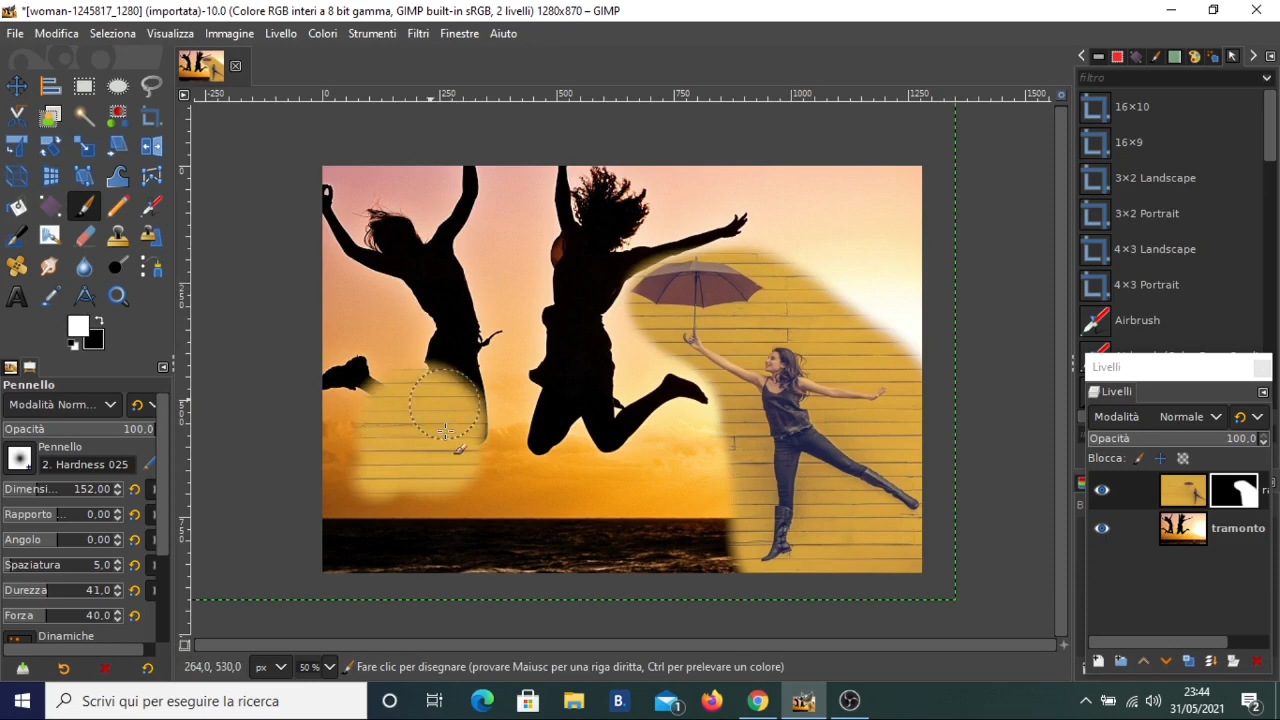 *[woman-1245817_1280] (importata)-10.0 (Colore RGB interi a 8 bit gamma, GIMP built-in sRGB, 2 livelli) 1280x870 – GIMP
File Modifica Seleziona Visualizza Immagine Livello Colori Strumenti Filtri Finestre Aiuto
filtro
-250 0 250 500 750 1000 1250 1500
0
250
500
750
16×10
16×9
3×2 Landscape
3×2 Portrait
4×3 Landscape
4×3 Portrait
Airbrush
Livelli
Livelli
Modalità Normale
Opacità 100,0
Blocca:
tramonto
Pennello
Modalità Norm...
Opacità 100,0
Pennello
2. Hardness 025
Dimensi... 152,00
Rapporto ... 0,00
Angolo 0,00
Spaziatura 5,0
Durezza 41,0
Forza 40,0
Dinamiche
264,0, 530,0 px 50 % Fare clic per disegnare (provare Maiusc per una riga diritta, Ctrl per prelevare un colore)
Scrivi qui per eseguire la ricerca
B.
1
23:44
31/05/2021
2